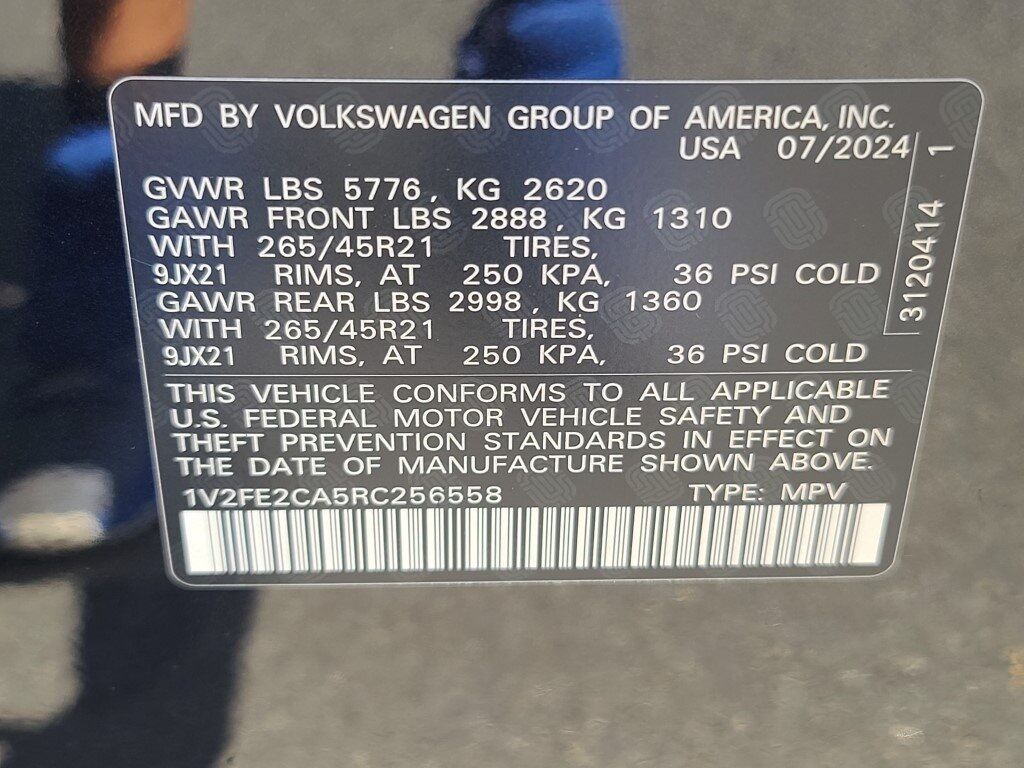 MFD BY VOLKSWAGEN GROUP OF AMERICA, INC.
USA 07/2024
GVWR LBS 5776, KG 2620
GAWR FRONT LBS 2888, KG 1310
WITH 265/45R21 TIRES,
9JX21 RIMS, AT 250 KPA, 36 PSI COLD
GAWR REAR LBS 2998, KG 1360
WITH 265/45R21 TIRES,
9JX21 RIMS, AT 250 KPA, 36 PSI COLD
3120414 1
THIS VEHICLE CONFORMS TO ALL APPLICABLE
U.S. FEDERAL MOTOR VEHICLE SAFETY AND
THEFT PREVENTION STANDARDS IN EFFECT ON
THE DATE OF MANUFACTURE SHOWN ABOVE.
1V2FE2CA5RC256558 TYPE: MPV